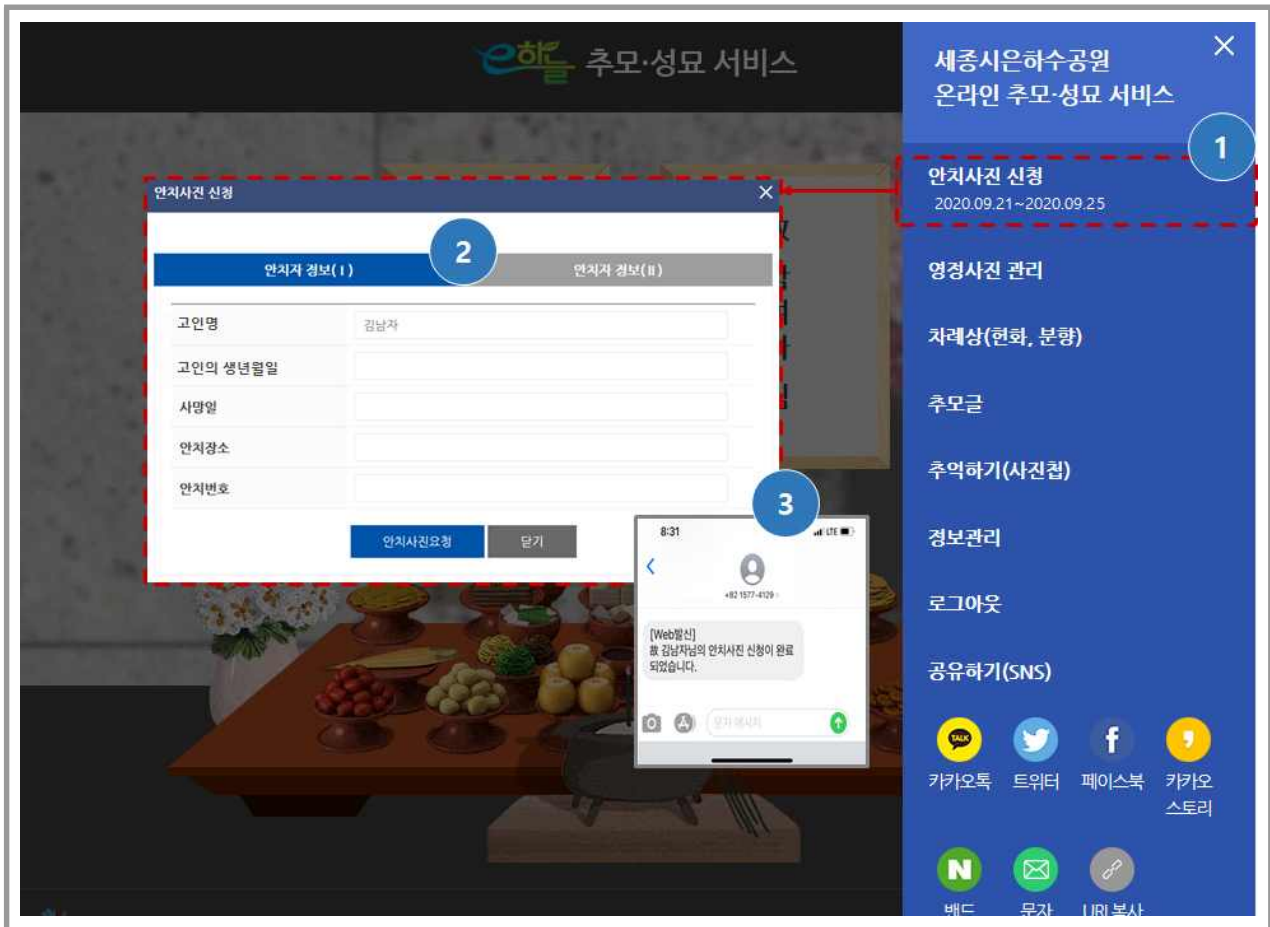 e하늘 추모·성묘 서비스
세종시은하수공원
온라인 추모·성묘 서비스
1
안치사진 신청
2020.09.21~2020.09.25
영정사진 관리
차례상(헌화, 분향)
추모글
추억하기(사진첩)
정보관리
로그아웃
공유하기(SNS)
TALK
카카오톡
트위터
페이스북
카카오
스토리
밴드
문자
URL복사
안치사진 신청
2
안치자 정보(I)
안치자 정보(II)
고인명
김남자
고인의 생년월일
사망일
안치장소
안치번호
안치사진요청
닫기
3
8:31
LTE
+82 1577-4129
[Web발신]
故 김남자님의 안치사진 신청이 완료
되었습니다.
문자 메시지